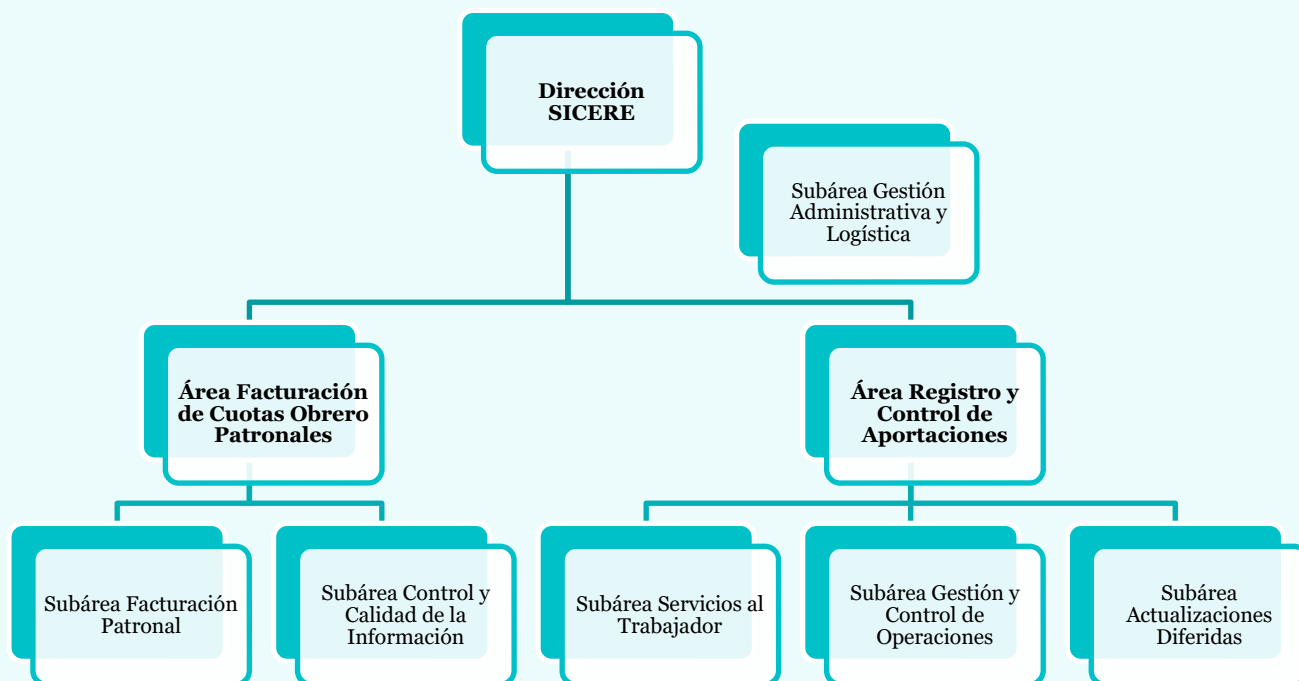 Dirección
SICERE
Subárea Gestión
Administrativa y
Logística
Área Facturación
de Cuotas Obrero
Patronales
Área Registro y
Control de
Aportaciones
Subárea Facturación
Patronal
Subárea Control y
Calidad de la
Información
Subárea Servicios al
Trabajador
Subárea Gestión y
Control de
Operaciones
Subárea
Actualizaciones
Diferidas